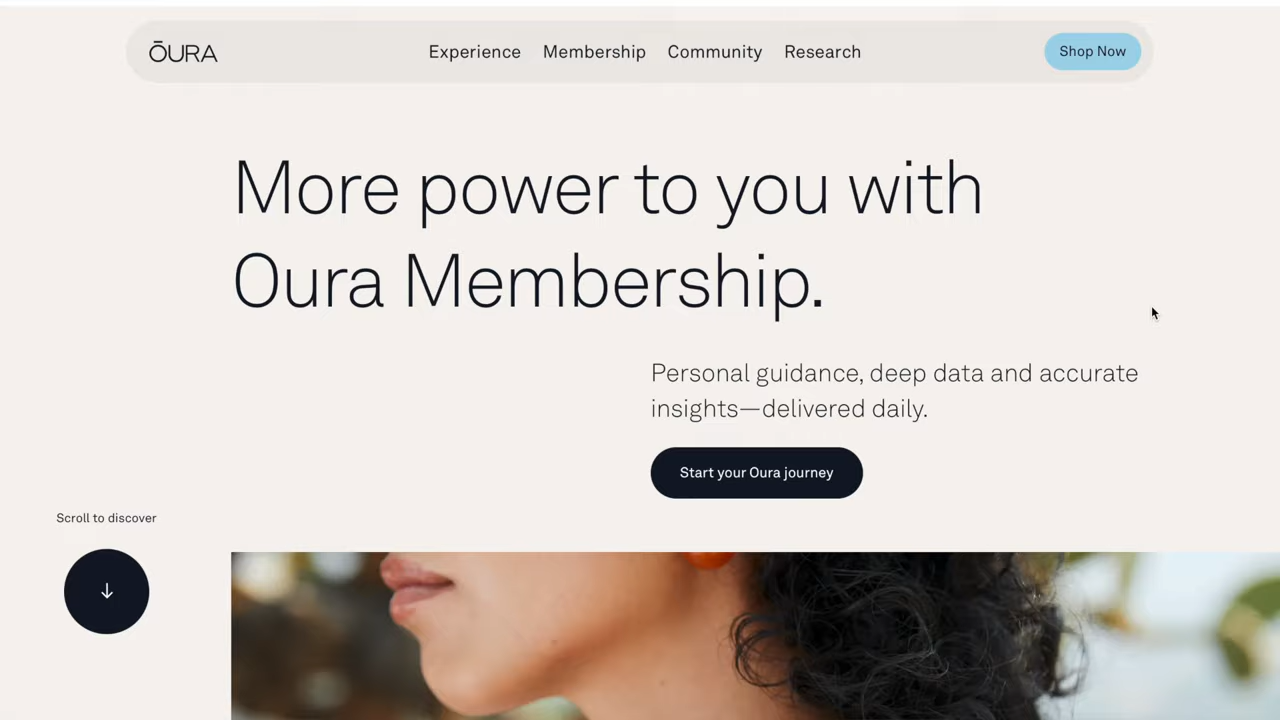 ŌURA
Experience Membership Community Research
Shop Now
More power to you with
Oura Membership.
Personal guidance, deep data and accurate
insights—delivered daily.
Start your Oura journey
Scroll to discover